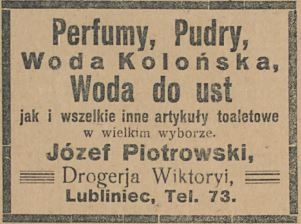 Perfumy, Pudry,
Woda Kolońska,
Woda do ust
jak i wszelkie inne artykuły toaletowe
w wielkim wyborze.
Józef Piotrowski,
Drogerja Wiktoryi,
Lubliniec, Tel. 73.